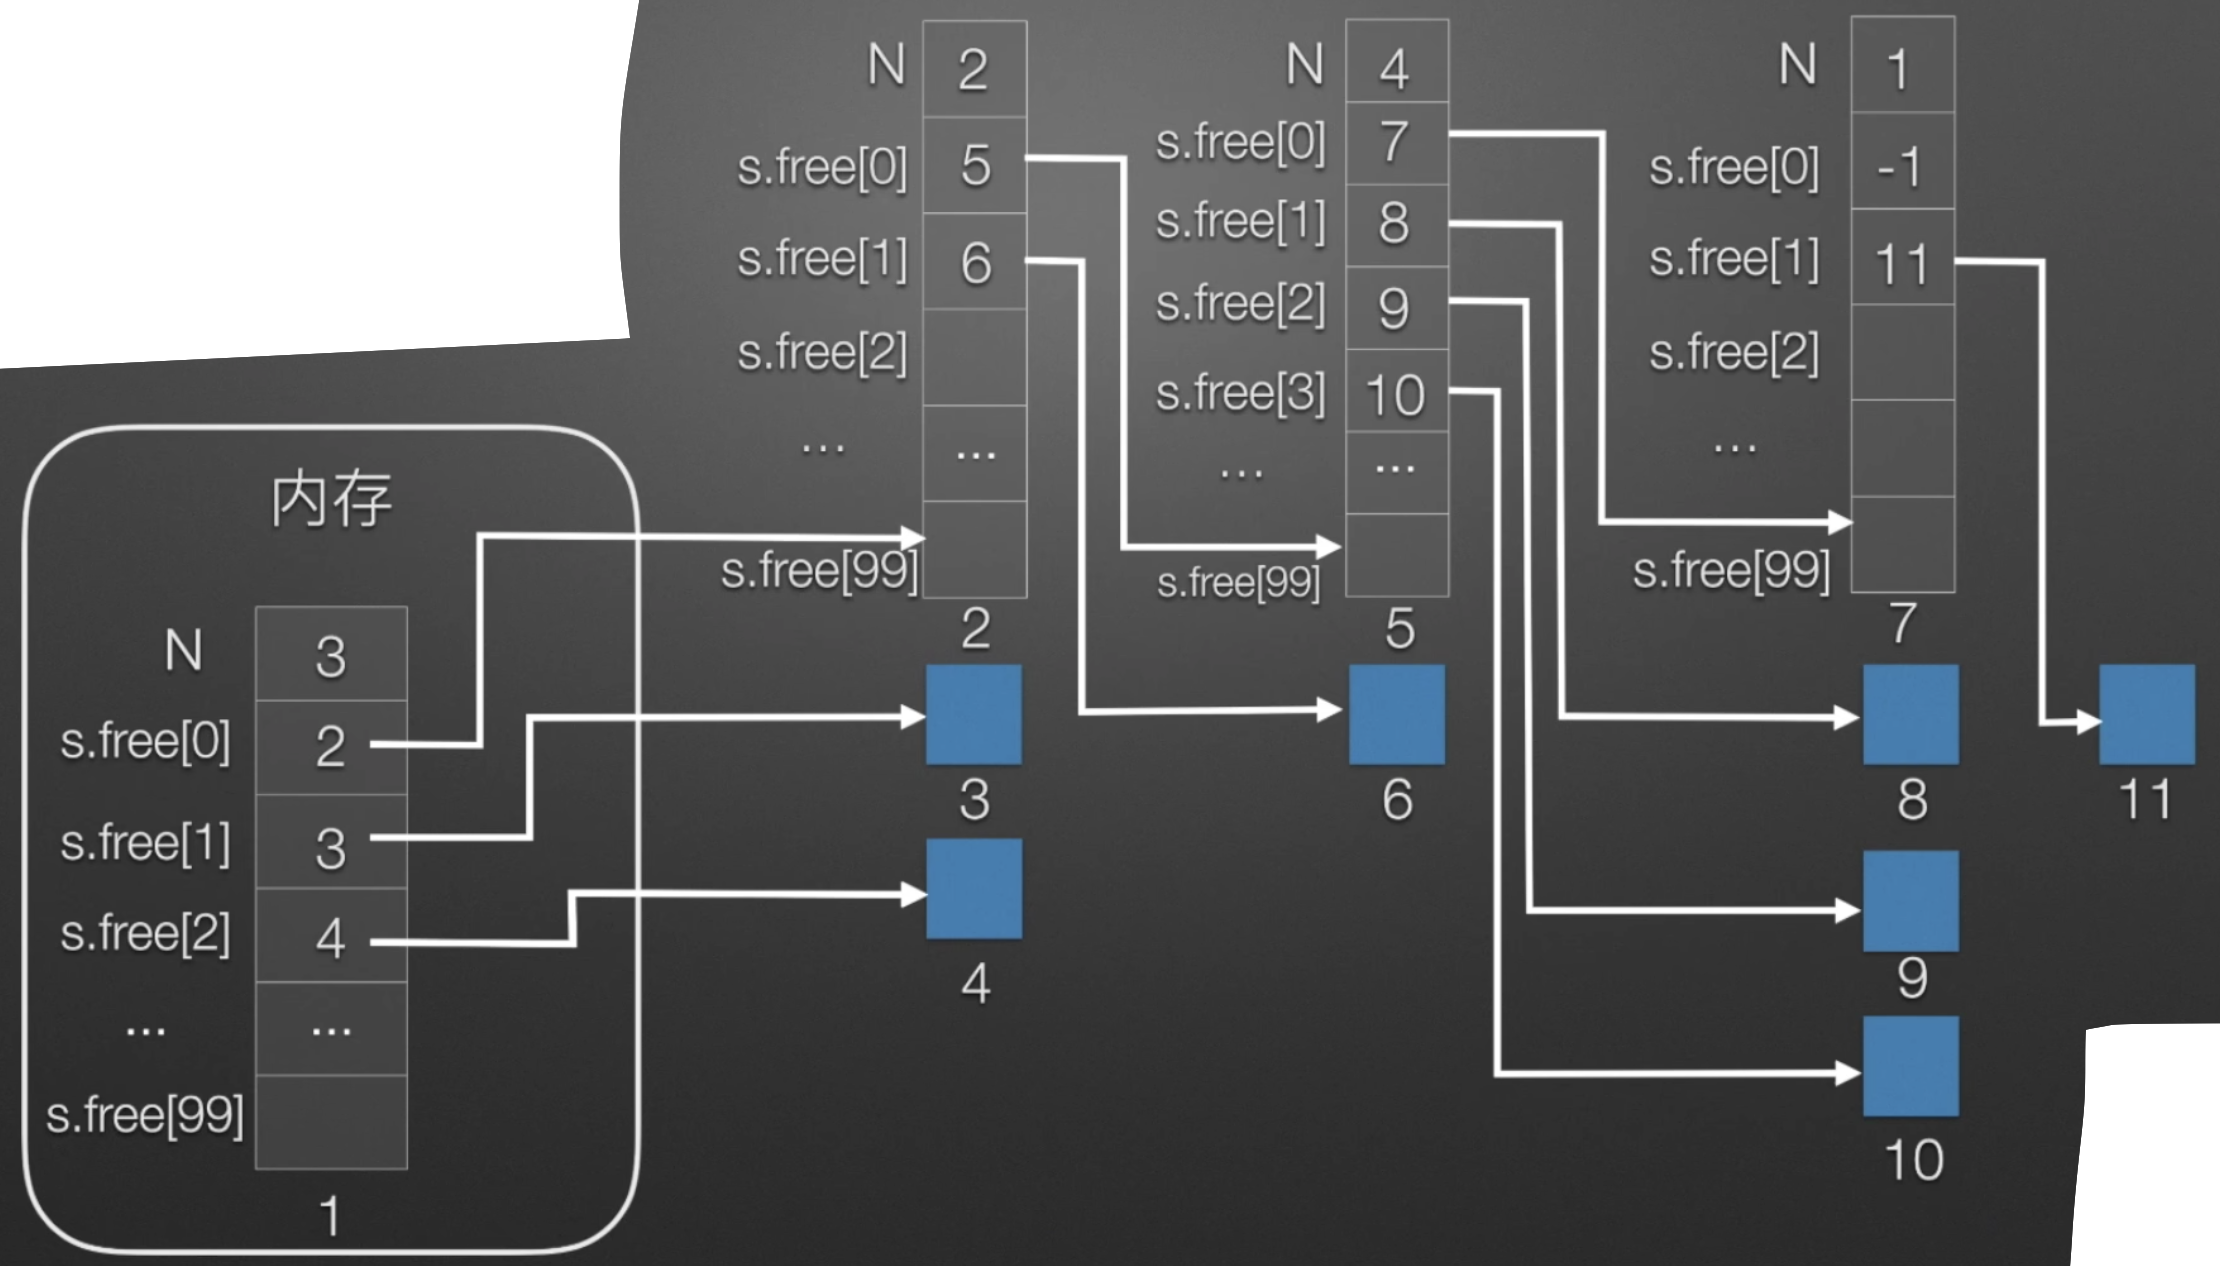 内存
N 3
s.free[0] 2
s.free[1] 3
s.free[2] 4
... ...
s.free[99]
1
N 2
s.free[0] 5
s.free[1] 6
s.free[2]
... ...
s.free[99]
2
3
4
N 4
s.free[0] 7
s.free[1] 8
s.free[2] 9
s.free[3] 10
... ...
s.free[99]
5
6
N 1
s.free[0] -1
s.free[1] 11
s.free[2]
...
s.free[99]
7
8
9
10
11